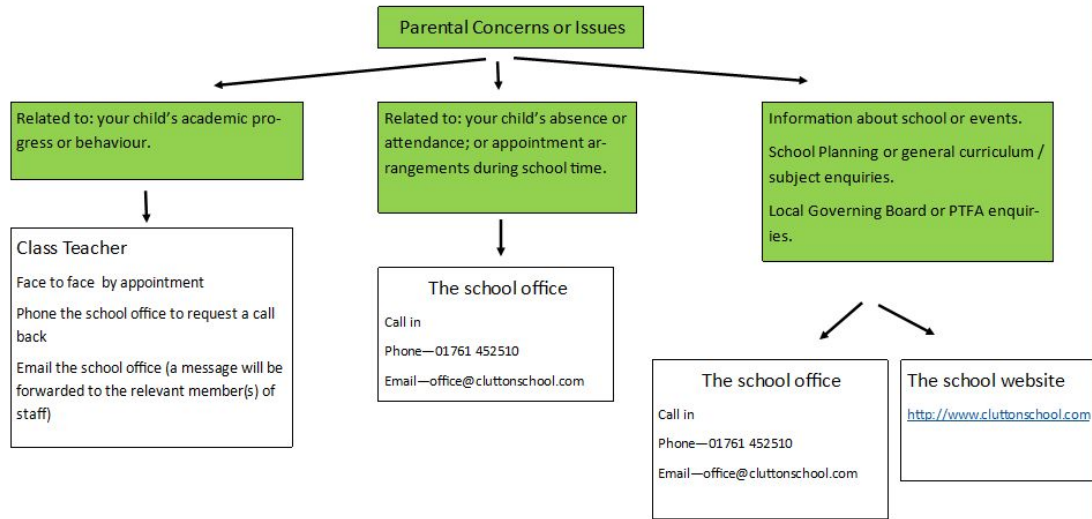 Parental Concerns or Issues
Related to: your child's academic pro-
gress or behaviour.
Related to: your child's absence or
attendance; or appointment ar-
rangements during school time.
Information about school or events.
School Planning or general curriculum /
subject enquiries.
Local Governing Board or PTFA enquir-
ies.
Class Teacher
Face to face  by appointment
Phone the school office to request a call
back
Email the school office (a message will be
forwarded to the relevant member(s) of
staff)
The school office
Call in
Phone—01761 452510
Email—office@cluttonschool.com
The school office
Call in
Phone—01761 452510
Email—office@cluttonschool.com
The school website
http://www.cluttonschool.com